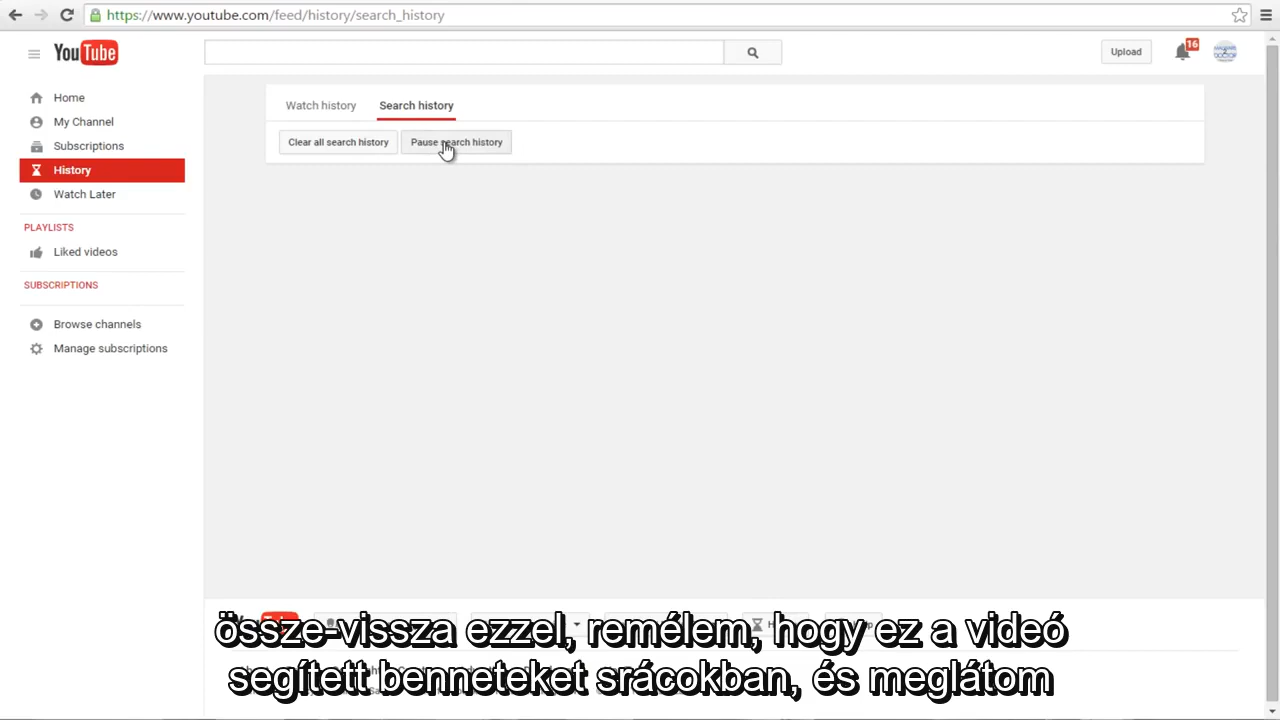 https://www.youtube.com/feed/history/search_history
YouTube
Upload
16
Home
My Channel
Subscriptions
History
Watch Later
PLAYLISTS
Liked videos
SUBSCRIPTIONS
Browse channels
Manage subscriptions
Watch history
Search history
Clear all search history
Pause search history
össze-vissza ezzel, remélem, hogy ez a videó
segített benneteket srácokban, és meglátom